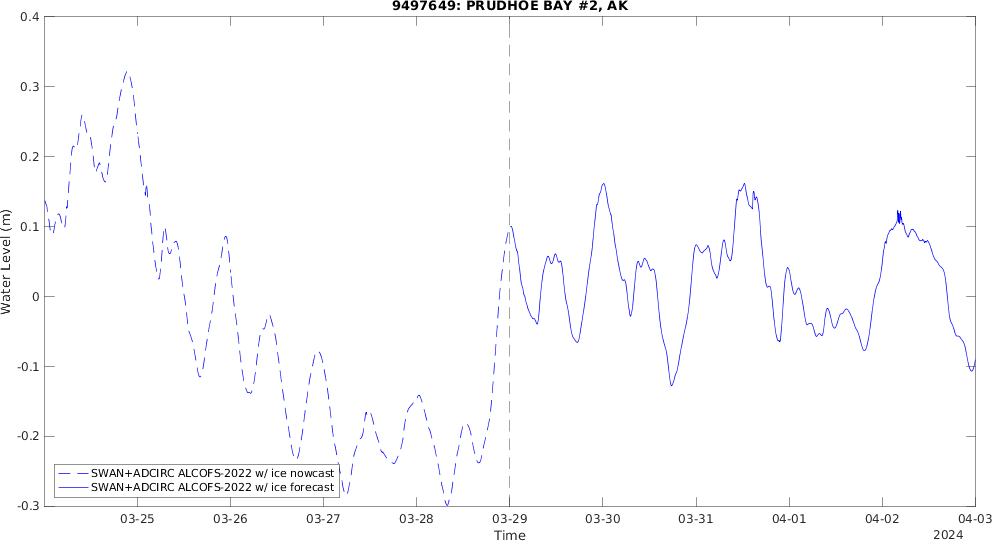 9497649: PRUDHOE BAY #2, AK
0.4
0.3
0.2
0.1
0
-0.1
-0.2
-0.3
Water Level (m)
SWAN+ADCIRC ALCOFS-2022 w/ ice nowcast
SWAN+ADCIRC ALCOFS-2022 w/ ice forecast
03-25 03-26 03-27 03-28 03-29 03-30 03-31 04-01 04-02 04-03
Time
2024